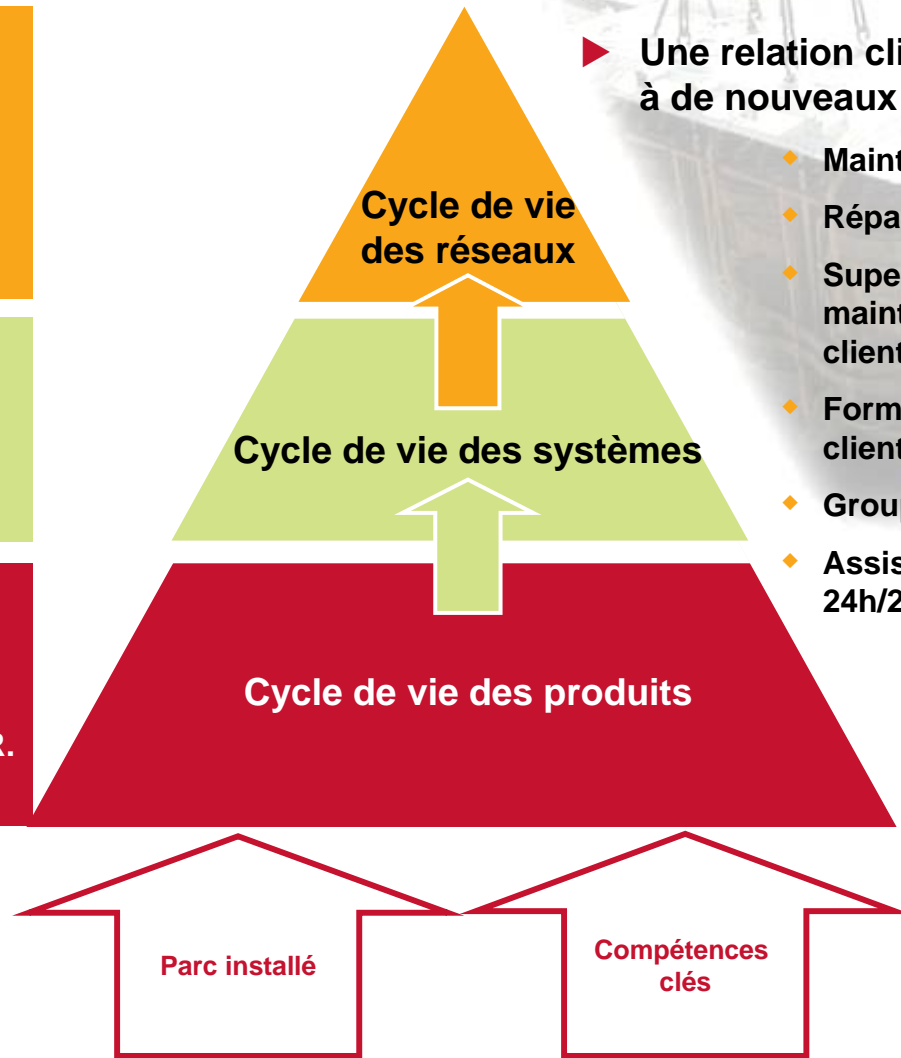 Une relation cli
à de nouveaux
Maint
Répa
Supe
maint
client
Form
client
Group
Assis
24h/2
Cycle de vie
des réseaux
Cycle de vie des systèmes
Cycle de vie des produits
R.
Parc installé
Compétences
clés